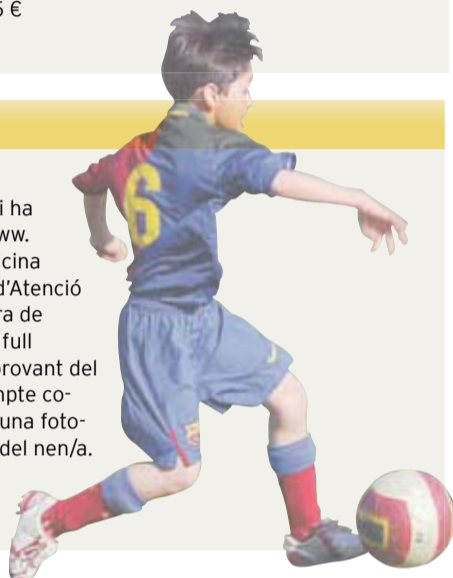 5 €
i ha
ww.
cina
d'Atenció
ra de
full
rovant del
mpte co-
una foto-
del nen/a.
6